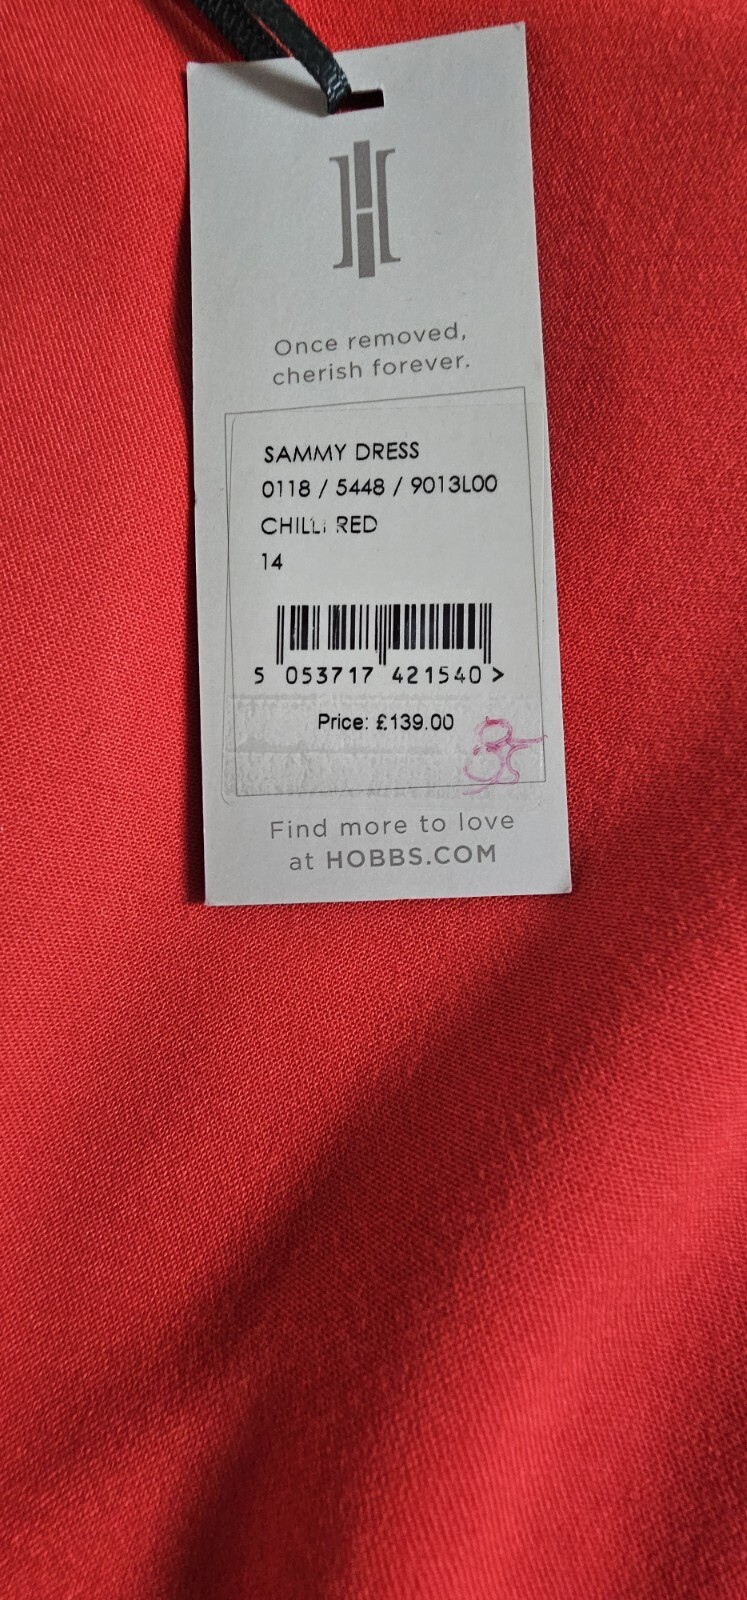 Once removed,
cherish forever.
SAMMY DRESS
0118 / 5448 / 9013L00
CHILLI RED
14
5 053717 421540 >
Price: £139.00
35
Find more to love
at HOBBS.COM